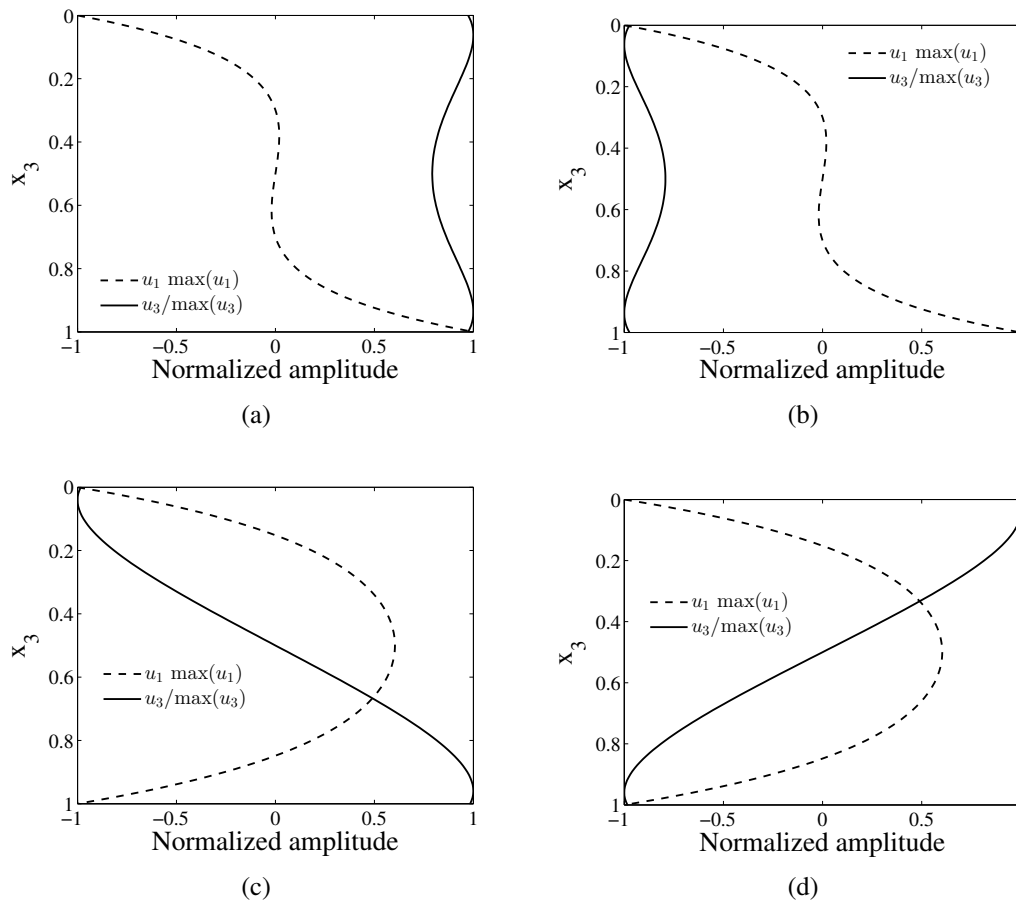 0
0.2
0.4
0.6
0.8
1
x3
u1 max(u1)
u3/max(u3)
−1 −0.5 0 0.5 1
Normalized amplitude
(a)
0
0.2
0.4
0.6
0.8
1
x3
u1 max(u1)
u3/max(u3)
−1 −0.5 0 0.5
Normalized amplitude
(b)
0
0.2
0.4
0.6
0.8
1
x3
u1 max(u1)
u3/max(u3)
−1 −0.5 0 0.5 1
Normalized amplitude
(c)
0
0.2
0.4
0.6
0.8
1
x3
u1 max(u1)
u3/max(u3)
−1 −0.5 0 0.5
Normalized amplitude
(d)